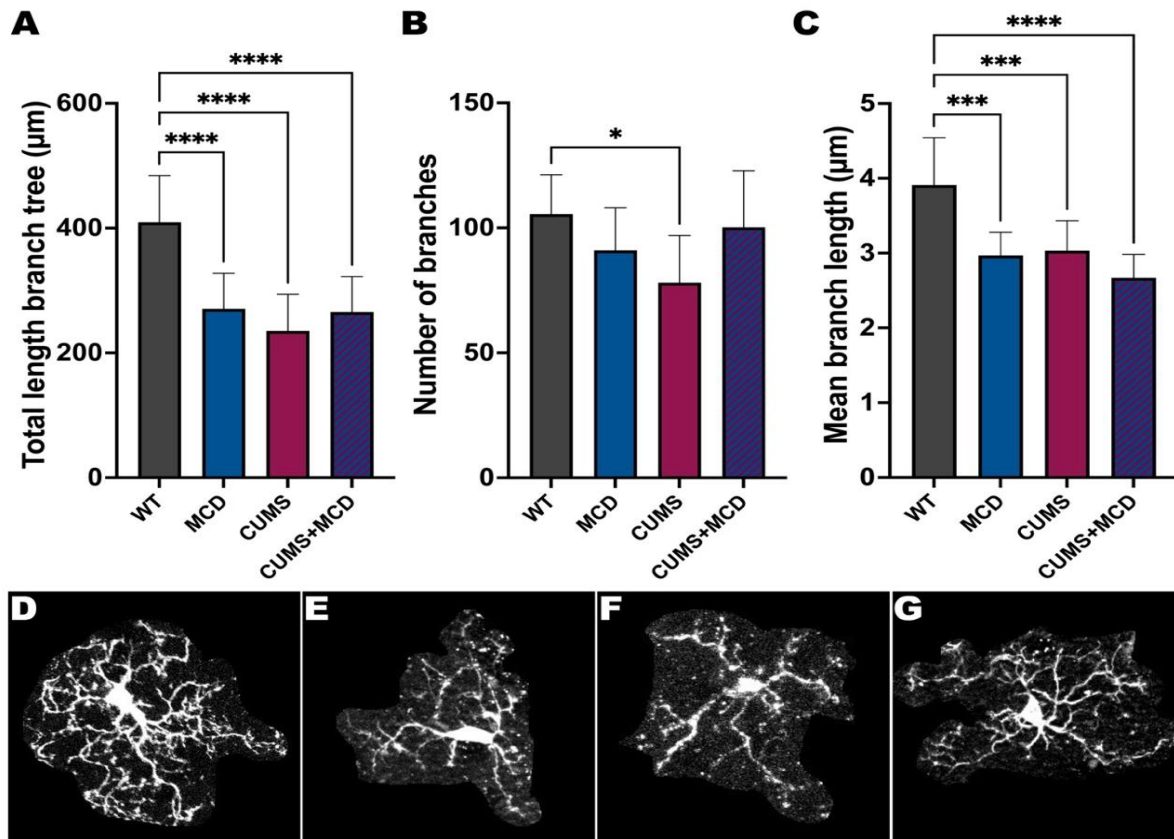 A
Total length branch tree (µm)
600
400
200
0
****
****
****
WT
MCD
CUMS
CUMS+MCD
B
Number of branches
150
100
50
0
*
WT
MCD
CUMS
CUMS+MCD
C
Mean branch length (µm)
5
4
3
2
1
0
****
***
***
WT
MCD
CUMS
CUMS+MCD
D
E
F
G